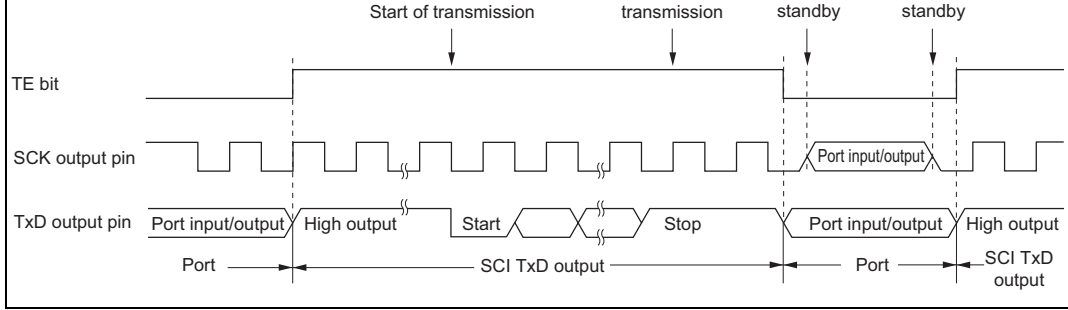 Start of transmission
transmission
standby
standby
TE bit
SCK output pin
Port input/output
TxD output pin
Port input/output
High output
Start
Stop
Port input/output
High output
Port
SCI TxD output
Port
SCI TxD
output